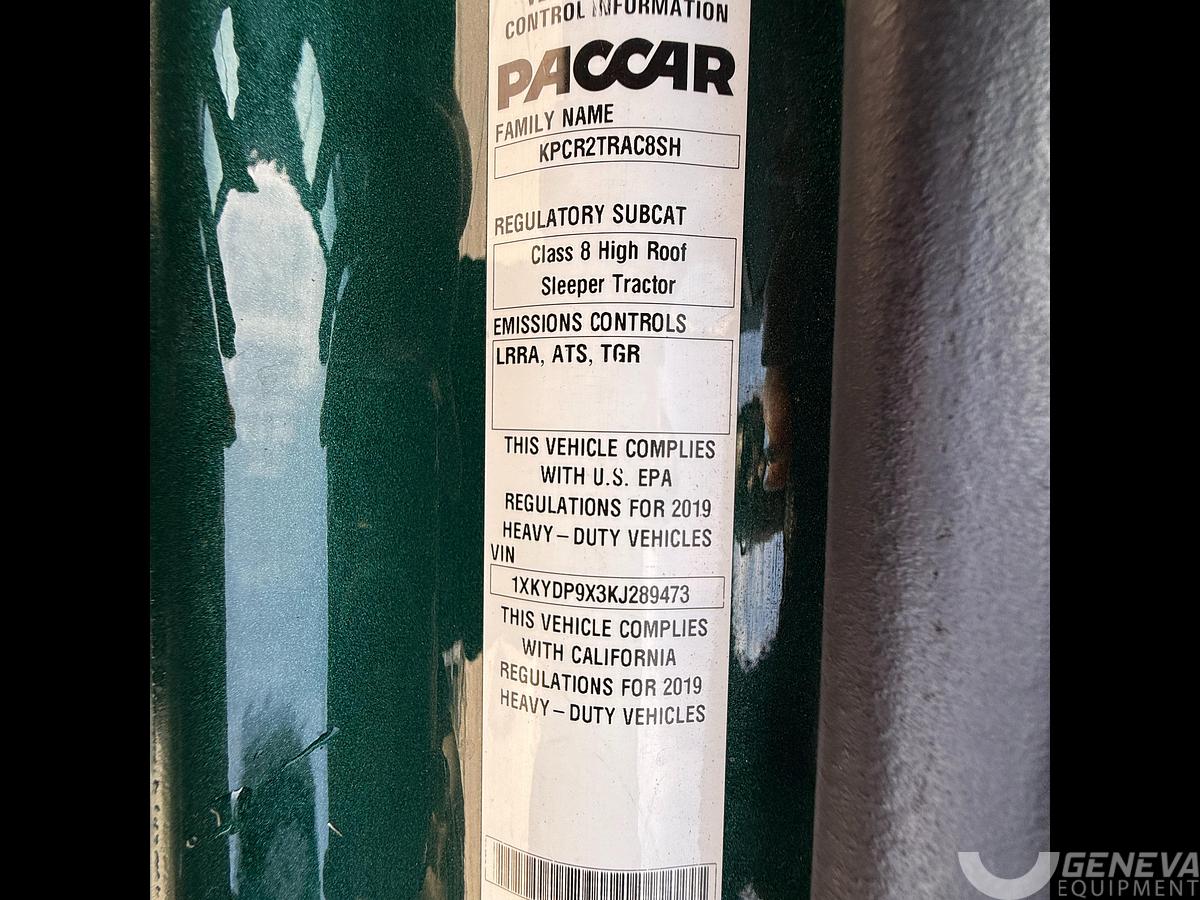 CONTROL INFORMATION
PACCAR
FAMILY NAME
KPCR2TRAC8SH
REGULATORY SUBCAT
Class 8 High Roof
Sleeper Tractor
EMISSIONS CONTROLS
LRRA, ATS, TGR
THIS VEHICLE COMPLIES
WITH U.S. EPA
REGULATIONS FOR 2019
HEAVY–DUTY VEHICLES
VIN
1XKYDP9X3KJ289473
THIS VEHICLE COMPLIES
WITH CALIFORNIA
REGULATIONS FOR 2019
HEAVY–DUTY VEHICLES
GENEVA
EQUIPMENT